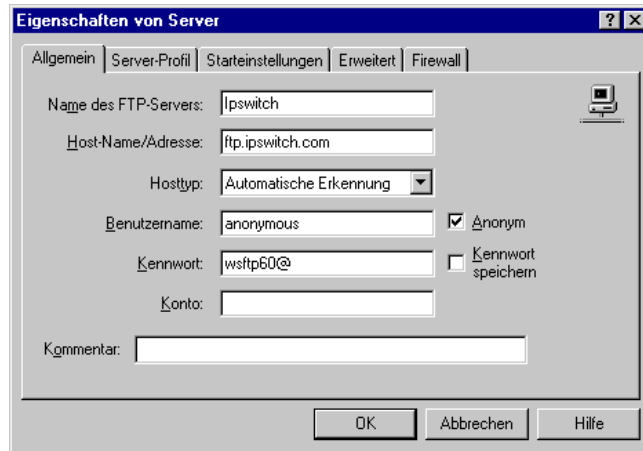 Eigenschaften von Server
Allgemein Server-Profil Starteinstellungen Erweitert Firewall
Name des FTP-Servers: Ipswitch
Host-Name/Adresse: ftp.ipswitch.com
Hosttyp: Automatische Erkennung
Benutzername: anonymous Anonym
Kennwort: wsftp60@ Kennwort speichern
Konto:
Kommentar:
OK Abbrechen Hilfe